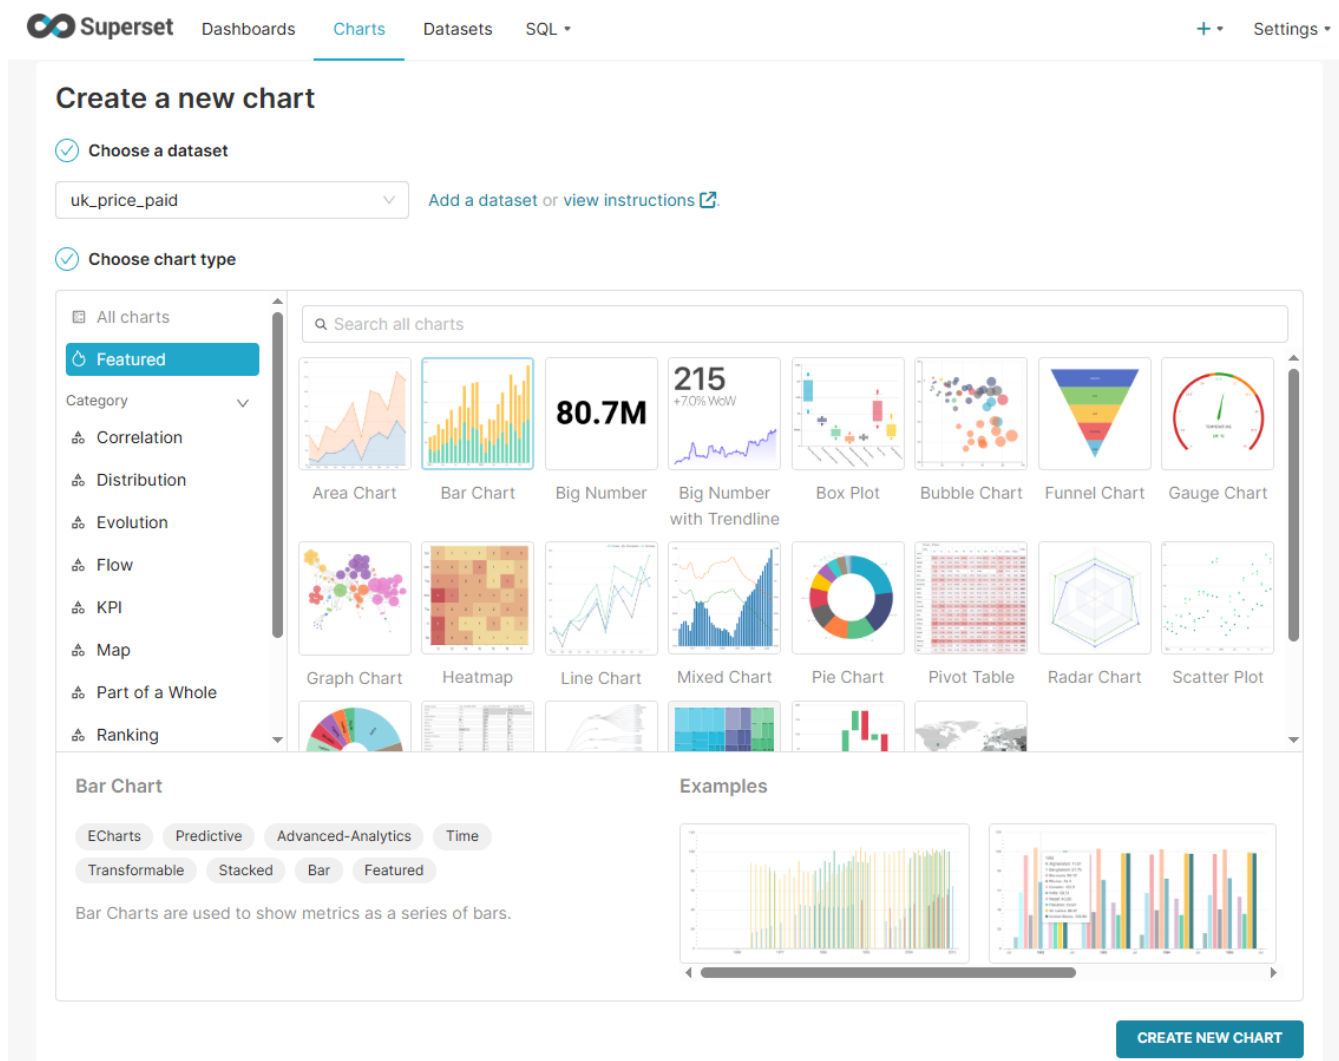 Superset Dashboards Charts Datasets SQL + Settings
Create a new chart
Choose a dataset
uk_price_paid Add a dataset or view instructions.
Choose chart type
All charts
Search all charts
Featured
Category
Correlation
Distribution
Evolution
Flow
KPI
Map
Part of a Whole
Ranking
80.7M
215
+7.0% WoW
Area Chart Bar Chart Big Number Big Number with Trendline Box Plot Bubble Chart Funnel Chart Gauge Chart
Graph Chart Heatmap Line Chart Mixed Chart Pie Chart Pivot Table Radar Chart Scatter Plot
Bar Chart
ECharts Predictive Advanced-Analytics Time
Transformable Stacked Bar Featured
Bar Charts are used to show metrics as a series of bars.
Examples
CREATE NEW CHART